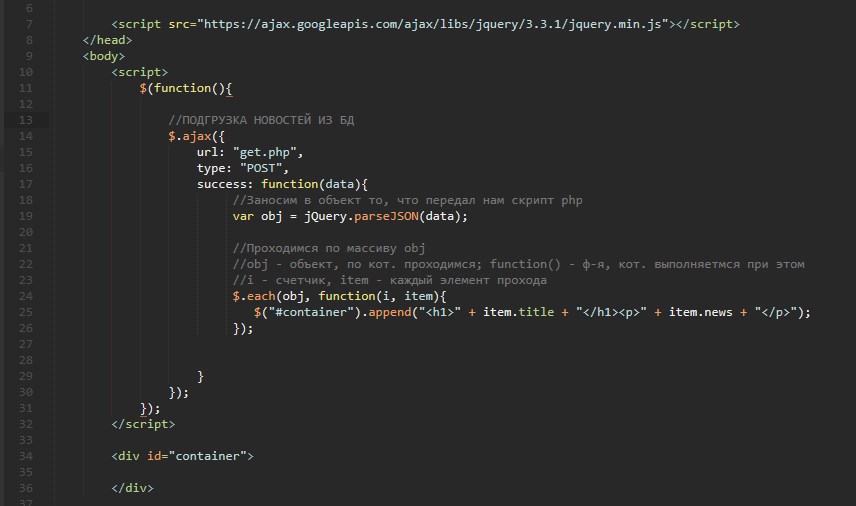 6
7 <script src="https://ajax.googleapis.com/ajax/libs/jquery/3.3.1/jquery.min.js"></script>
8 </head>
9 <body>
10 <script>
11 $(function(){
12
13 //ПОДГРУЗКА НОВОСТЕЙ ИЗ БД
14 $.ajax({
15 url: "get.php",
16 type: "POST",
17 success: function(data){
18 //Заносим в объект то, что передал нам скрипт php
19 var obj = jQuery.parseJSON(data);
20
21 //Проходимся по массиву obj
22 //obj - объект, по кот. проходимся; function() - ф-я, кот. выполняетмся при этом
23 //i - счетчик, item - каждый элемент прохода
24 $.each(obj, function(i, item){
25 $("#container").append("<h1>" + item.title + "</h1><p>" + item.news + "</p>");
26 });
27
28
29 }
30 });
31 });
32 </script>
33
34 <div id="container">
35
36 </div>
37